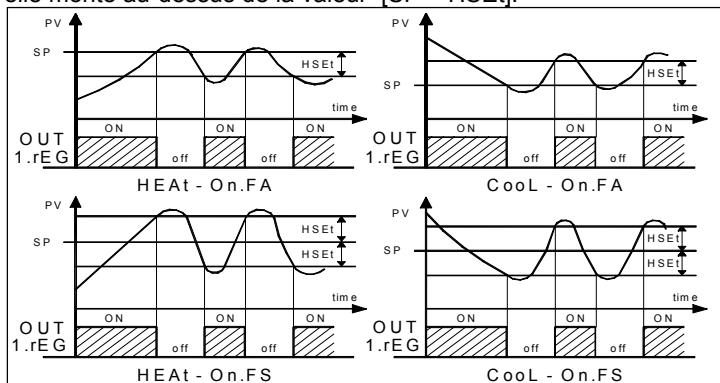 elle monte au-dessus de la valeur [SP + HSEt].
PV
SP
HSEt
time
ON
ON
ON
OUT
1.rEG
off
off
HEAt - On.FA
PV
SP
HSEt
time
ON
ON
ON
OUT
1.rEG
off
off
CooL - On.FA
PV
SP
HSEt
HSEt
time
ON
ON
ON
OUT
1.rEG
off
off
HEAt - On.FS
PV
SP
HSEt
HSEt
time
ON
ON
ON
OUT
1.rEG
off
off
CooL - On.FS